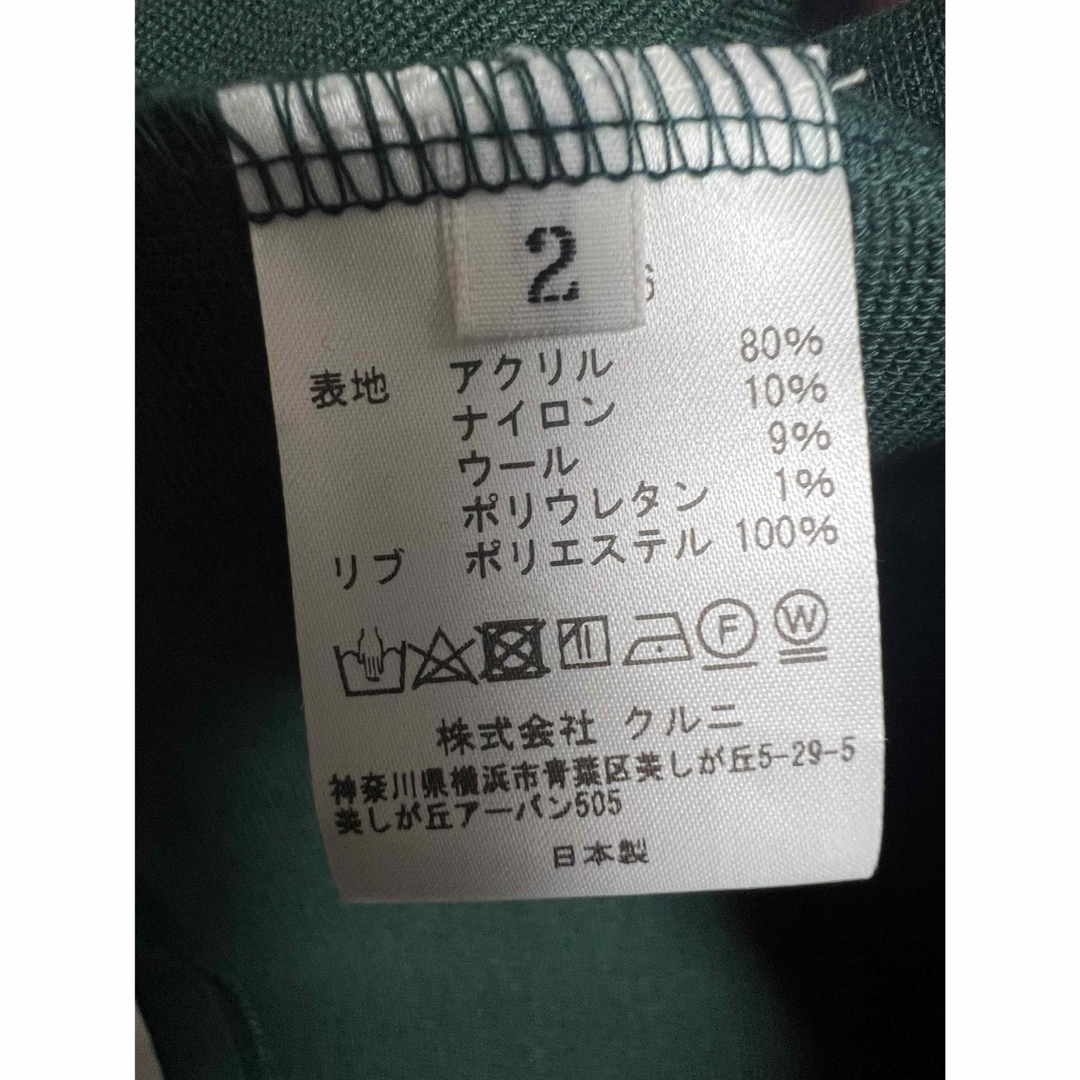 2
6
表地 アクリル 80%
ナイロン 10%
ウール 9%
ポリウレタン 1%
リブ ポリエステル 100%
F W
株式会社 クルニ
神奈川県横浜市青葉区美しが丘5-29-5
美しが丘アーバン505
日本製